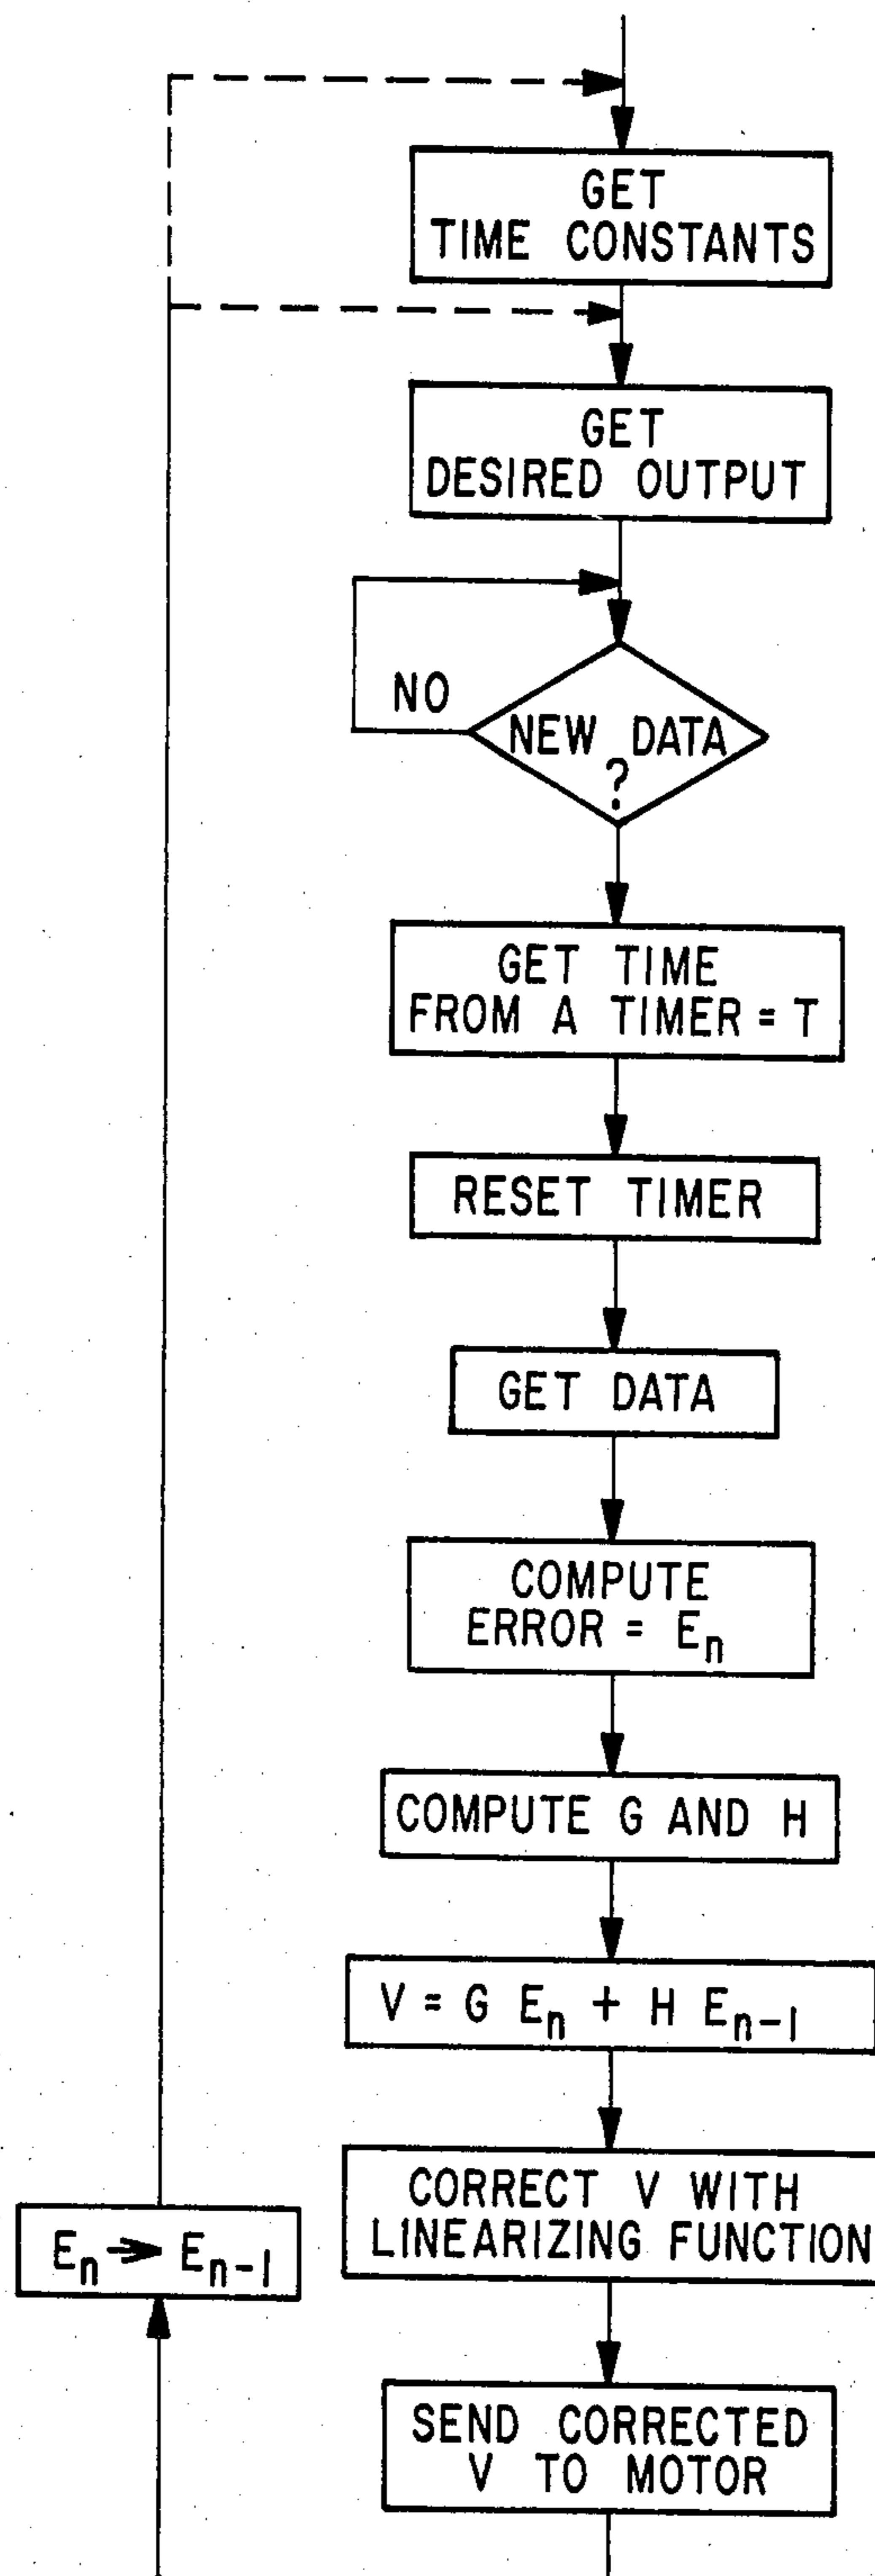 GET
TIME CONSTANTS
GET
DESIRED OUTPUT
NO
NEW DATA
?
GET TIME
FROM A TIMER = T
RESET TIMER
GET DATA
COMPUTE
ERROR = Eₙ
COMPUTE G AND H
V = G Eₙ + H Eₙ₋₁
CORRECT V WITH
LINEARIZING FUNCTION
Eₙ → Eₙ₋₁
SEND CORRECTED
V TO MOTOR